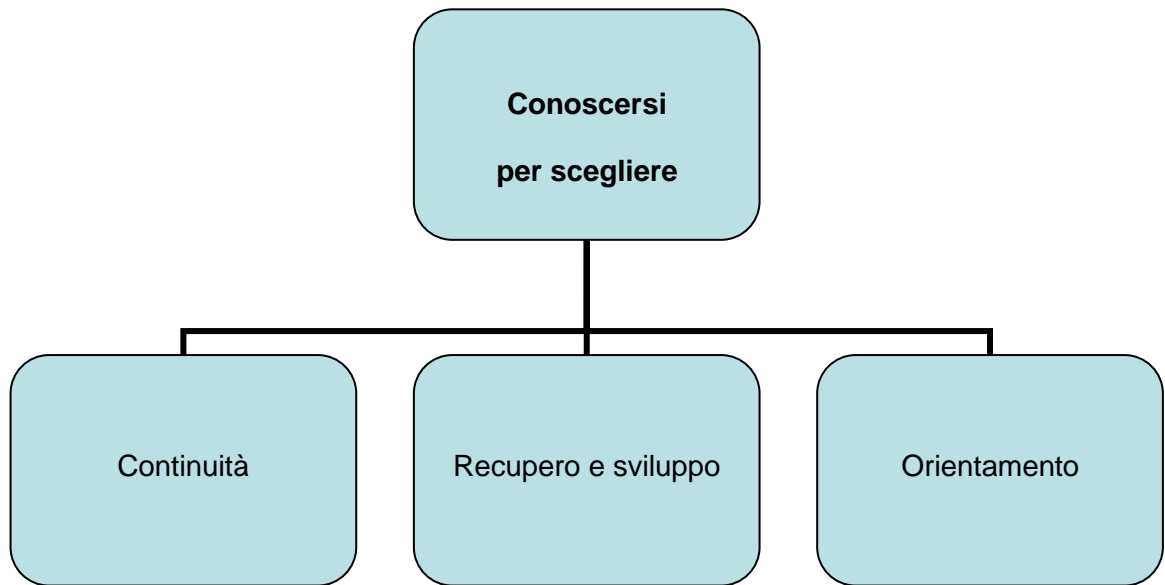 Conoscersi
per scegliere
Continuità
Recupero e sviluppo
Orientamento